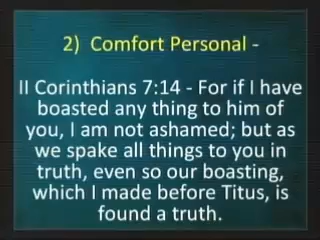 2)  Comfort Personal -
II Corinthians 7:14 - For if I have
boasted any thing to him of
you, I am not ashamed; but as
we spake all things to you in
truth, even so our boasting,
which I made before Titus, is
found a truth.